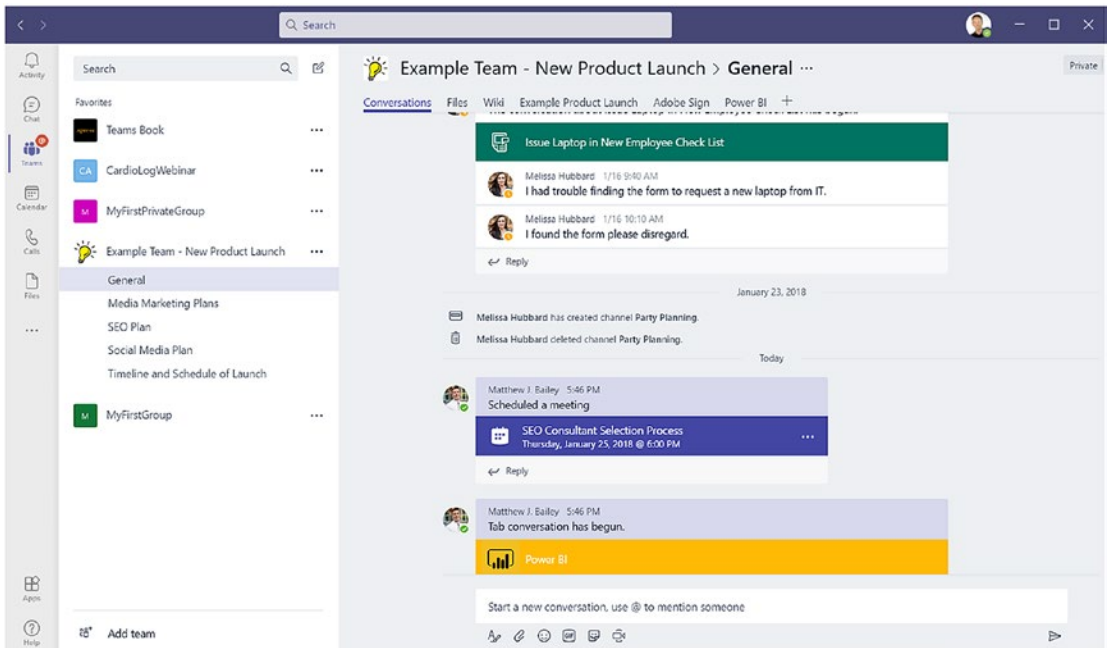 Search
Activity
Chat
Teams
Calendar
Calls
Files
Apps
Help
Search
Favorites
Teams Book
CA
CardioLogWebinar
M
MyFirstPrivateGroup
Example Team - New Product Launch
General
Media Marketing Plans
SEO Plan
Social Media Plan
Timeline and Schedule of Launch
M
MyFirstGroup
Add team
Example Team - New Product Launch > General
Private
Conversations Files Wiki Example Product Launch Adobe Sign Power BI
Issue Laptop in New Employee Check List
Melissa Hubbard 1/16 9:40 AM
I had trouble finding the form to request a new laptop from IT.
Melissa Hubbard 1/16 10:10 AM
I found the form please disregard.
Reply
January 23, 2018
Melissa Hubbard has created channel Party Planning.
Melissa Hubbard deleted channel Party Planning.
Today
Matthew J. Bailey 5:46 PM
Scheduled a meeting
SEO Consultant Selection Process
Thursday, January 25, 2018 @ 6:00 PM
Reply
Matthew J. Bailey 5:46 PM
Tab conversation has begun.
Power BI
Start a new conversation, use @ to mention someone
GIF